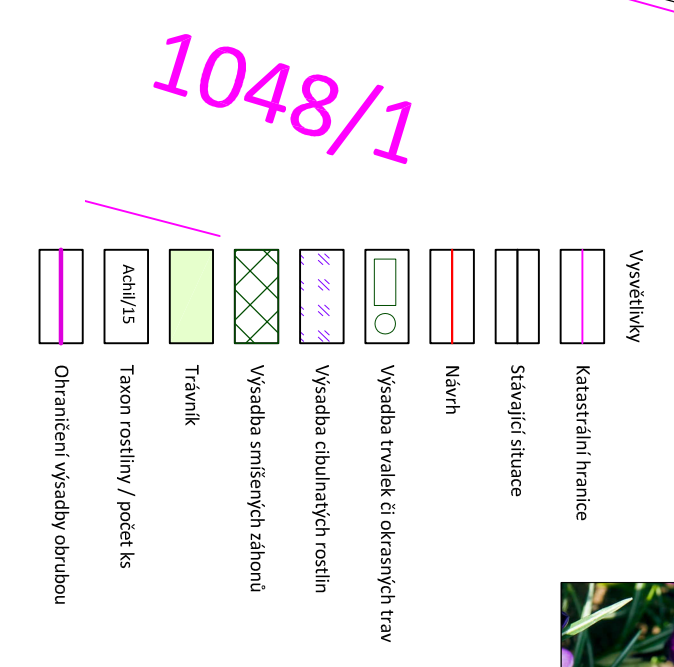 1048/1
Vysvětlivky
Katastrální hranice
Stávající situace
Návrh
Výsadba trvalek či okrasných trav
Výsadba cibulnatých rostlin
Výsadba smíšených záhonů
Trávník
Achil/15
Taxon rostliny / počet ks
Ohraničení výsadby obrubou